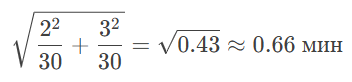 √(2²/30 + 3²/30) = √0.43 ≈ 0.66 мин